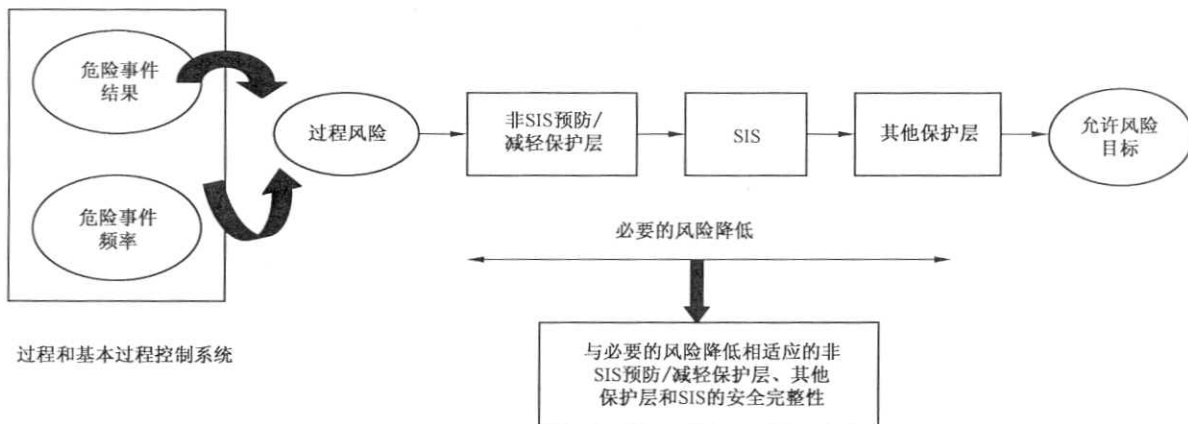 危险事件
结果
危险事件
频率
过程和基本过程控制系统
过程风险
非SIS预防/
减轻保护层
SIS
其他保护层
允许风险
目标
必要的风险降低
与必要的风险降低相适应的非
SIS预防/减轻保护层、其他
保护层和SIS的安全完整性